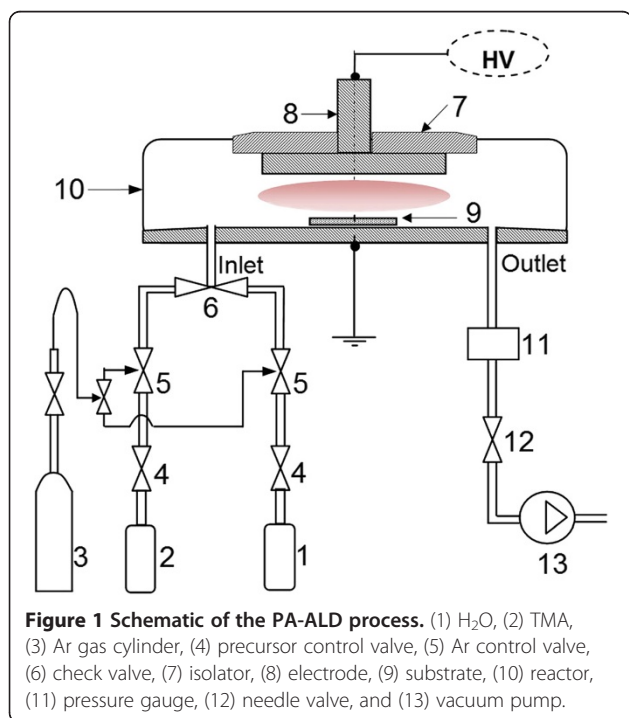 HV
8
7
10
9
Inlet
Outlet
6
11
5
5
12
4
4
3
2
1
13
Figure 1 Schematic of the PA-ALD process. (1) H₂O, (2) TMA,
(3) Ar gas cylinder, (4) precursor control valve, (5) Ar control valve,
(6) check valve, (7) isolator, (8) electrode, (9) substrate, (10) reactor,
(11) pressure gauge, (12) needle valve, and (13) vacuum pump.